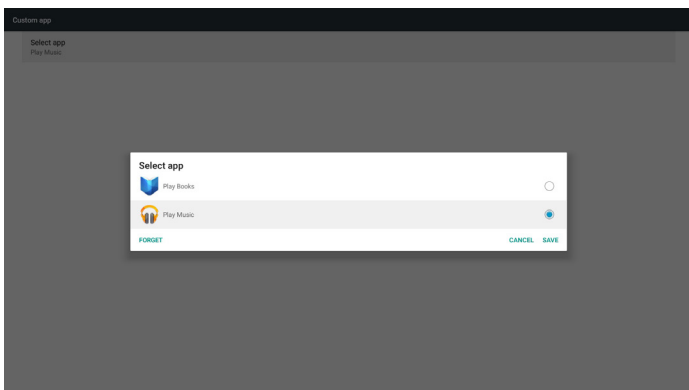 Custom app
Select app
Play Music
Select app
Play Books
Play Music
FORGET CANCEL SAVE